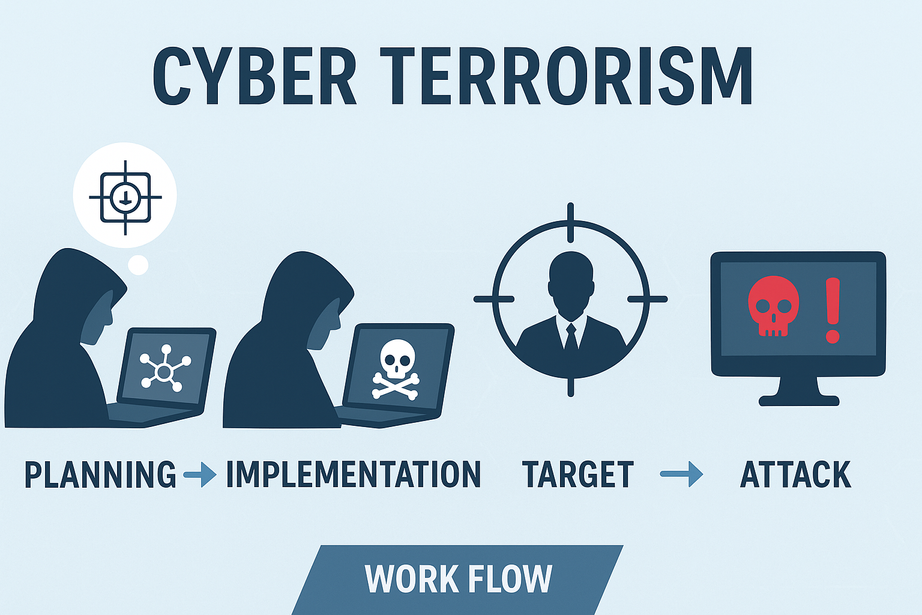 CYBER TERRORISM
PLANNING → IMPLEMENTATION TARGET → ATTACK
WORK FLOW